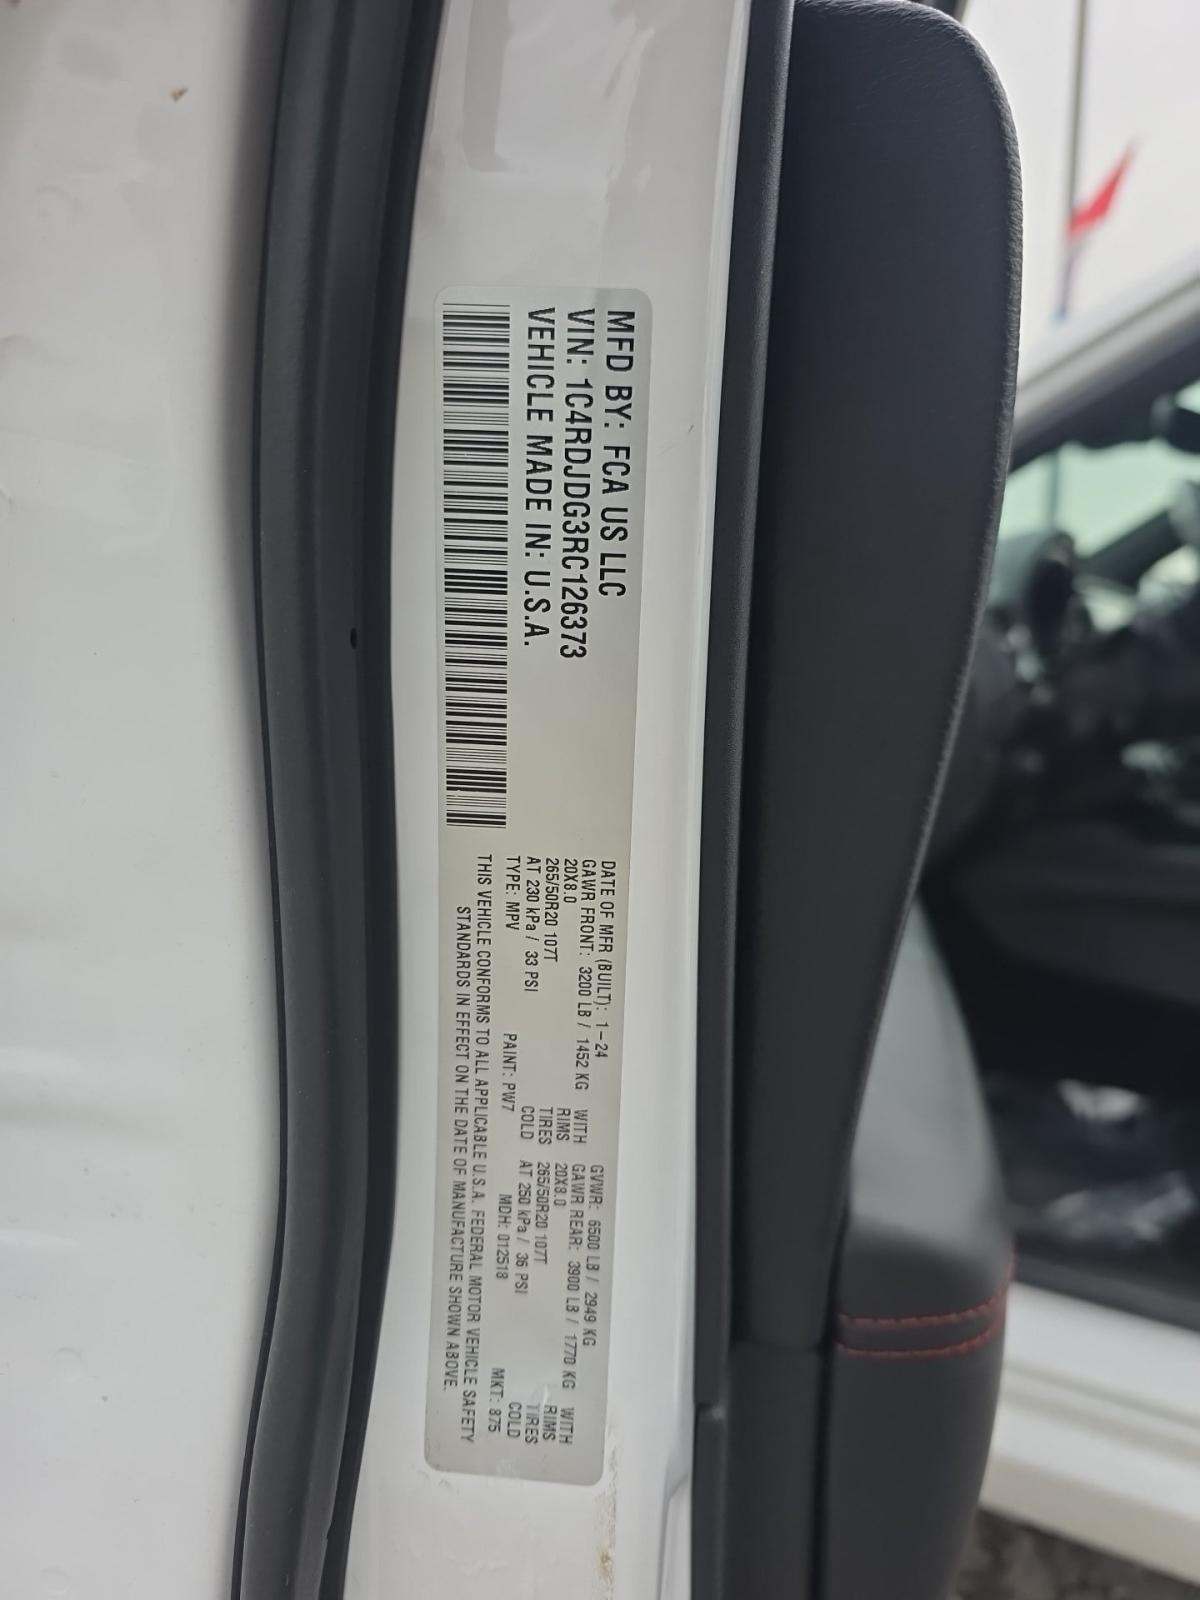 MFD BY: FCA US LLC
VIN: 1C4RDJDG3RC126373
VEHICLE MADE IN: U.S.A.
DATE OF MFR (BUILT): 1-24 GVWR: 6500 LB / 2949 KG
GAWR FRONT: 3200 LB / 1452 KG WITH GAWR REAR: 3900 LB / 1770 KG WITH
20X8.0 RIMS 20X8.0 RIMS
265/50R20 107T TIRES 265/50R20 107T TIRES
AT 230 kPa / 33 PSI COLD AT 250 kPa / 36 PSI COLD
TYPE: MPV PAINT: PW7 MDH: 012518 MKT: 875
THIS VEHICLE CONFORMS TO ALL APPLICABLE U.S.A. FEDERAL MOTOR VEHICLE SAFETY
STANDARDS IN EFFECT ON THE DATE OF MANUFACTURE SHOWN ABOVE.